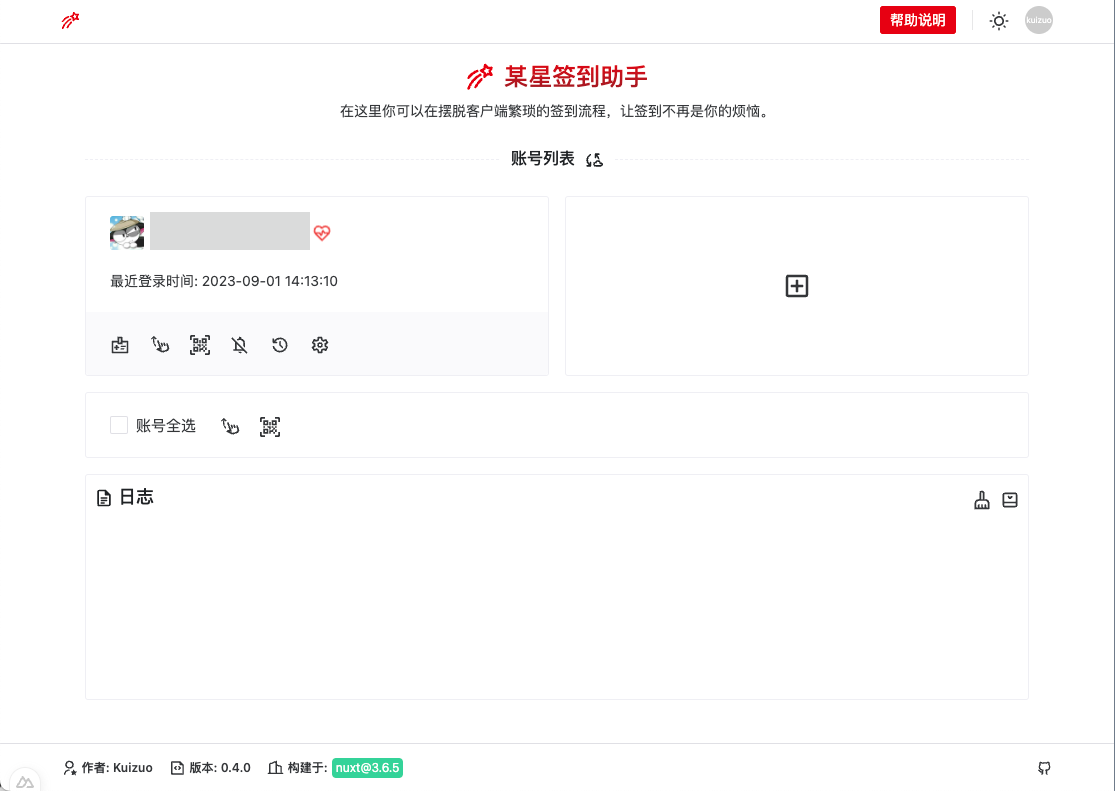 帮助说明
kuizuo
某星签到助手
在这里你可以在摆脱客户端繁琐的签到流程，让签到不再是你的烦恼。
账号列表
最近登录时间: 2023-09-01 14:13:10
账号全选
日志
作者: Kuizuo 版本: 0.4.0 构建于: nuxt@3.6.5